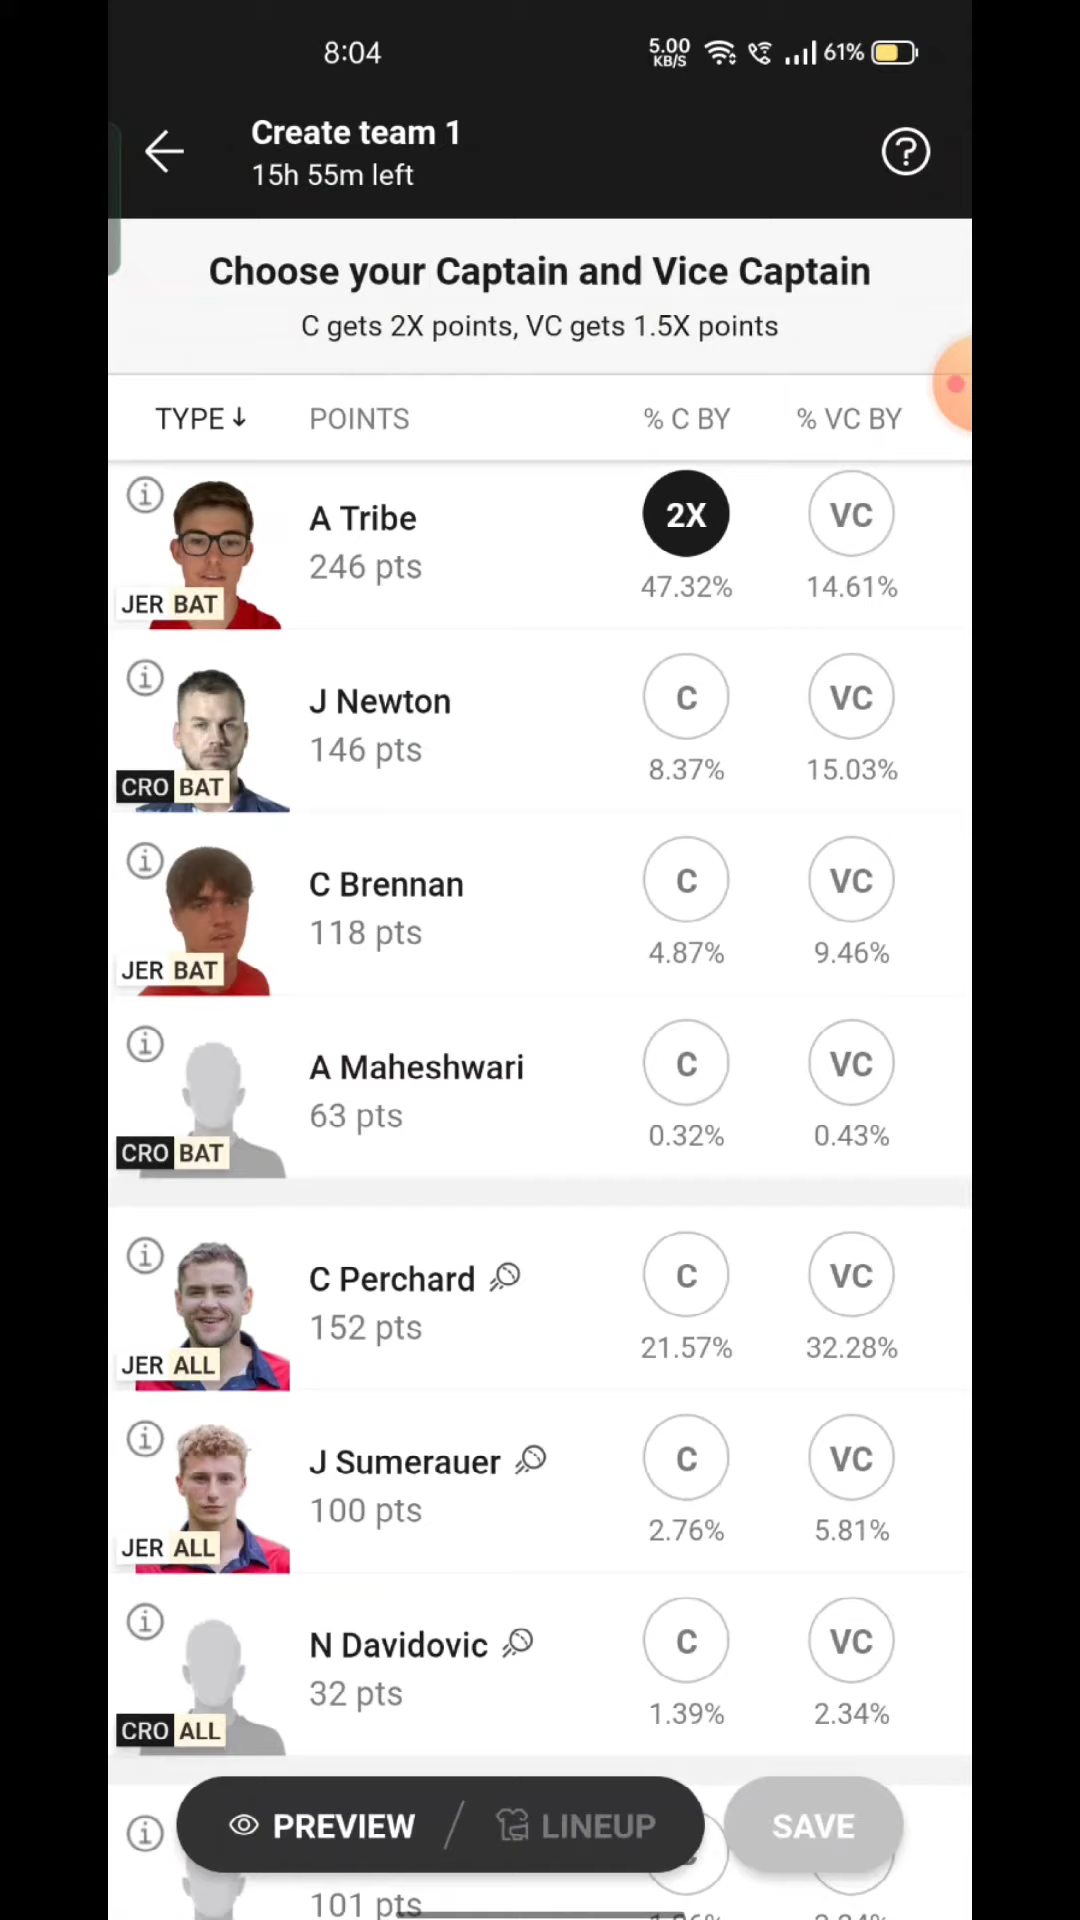 8:04
5.00 KB/S
61%
Create team 1
15h 55m left
Choose your Captain and Vice Captain
C gets 2X points, VC gets 1.5X points
TYPE POINTS % C BY % VC BY
A Tribe 2X VC
246 pts 47.32% 14.61%
JER BAT
J Newton C VC
146 pts 8.37% 15.03%
CRO BAT
C Brennan C VC
118 pts 4.87% 9.46%
JER BAT
A Maheshwari C VC
63 pts 0.32% 0.43%
CRO BAT
C Perchard C VC
152 pts 21.57% 32.28%
JER ALL
J Sumerauer C VC
100 pts 2.76% 5.81%
JER ALL
N Davidovic C VC
32 pts 1.39% 2.34%
CRO ALL
PREVIEW / LINEUP SAVE
101 pts